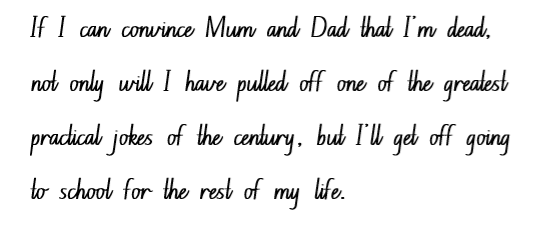 If I can convince Mum and Dad that I'm dead,
not only will I have pulled off one of the greatest
practical jokes of the century, but I'll get off going
to school for the rest of my life.